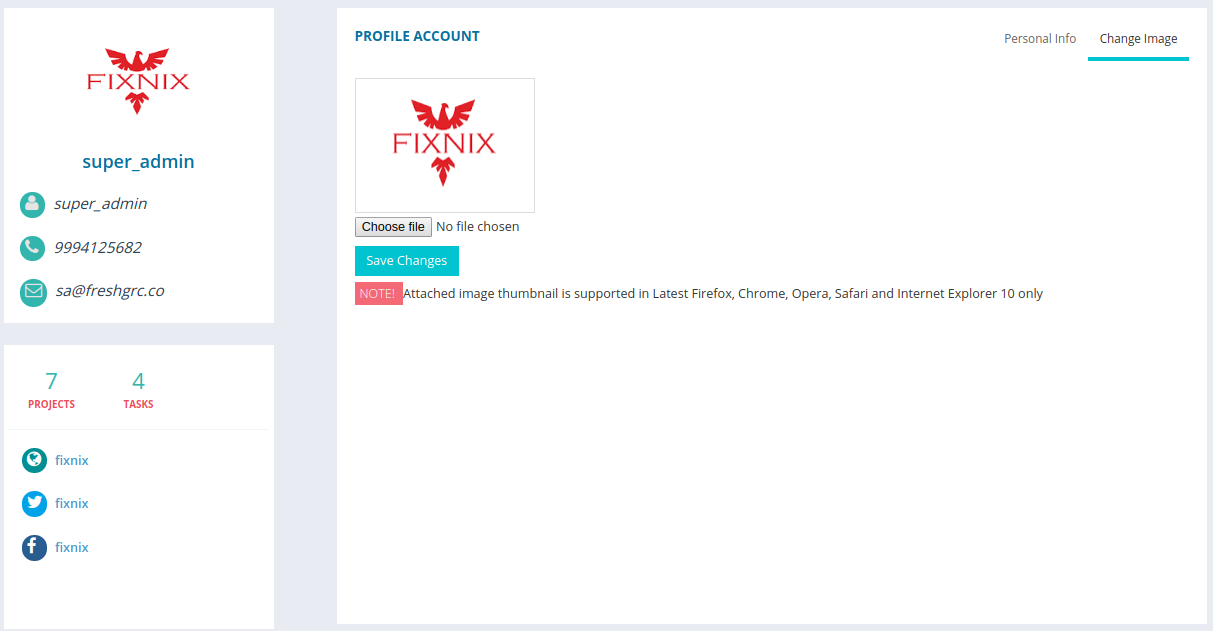 FIXNIX
super_admin
super_admin
9994125682
sa@freshgrc.co
7
PROJECTS
4
TASKS
fixnix
fixnix
fixnix
PROFILE ACCOUNT
Personal Info
Change Image
FIXNIX
Choose file No file chosen
Save Changes
NOTE! Attached image thumbnail is supported in Latest Firefox, Chrome, Opera, Safari and Internet Explorer 10 only